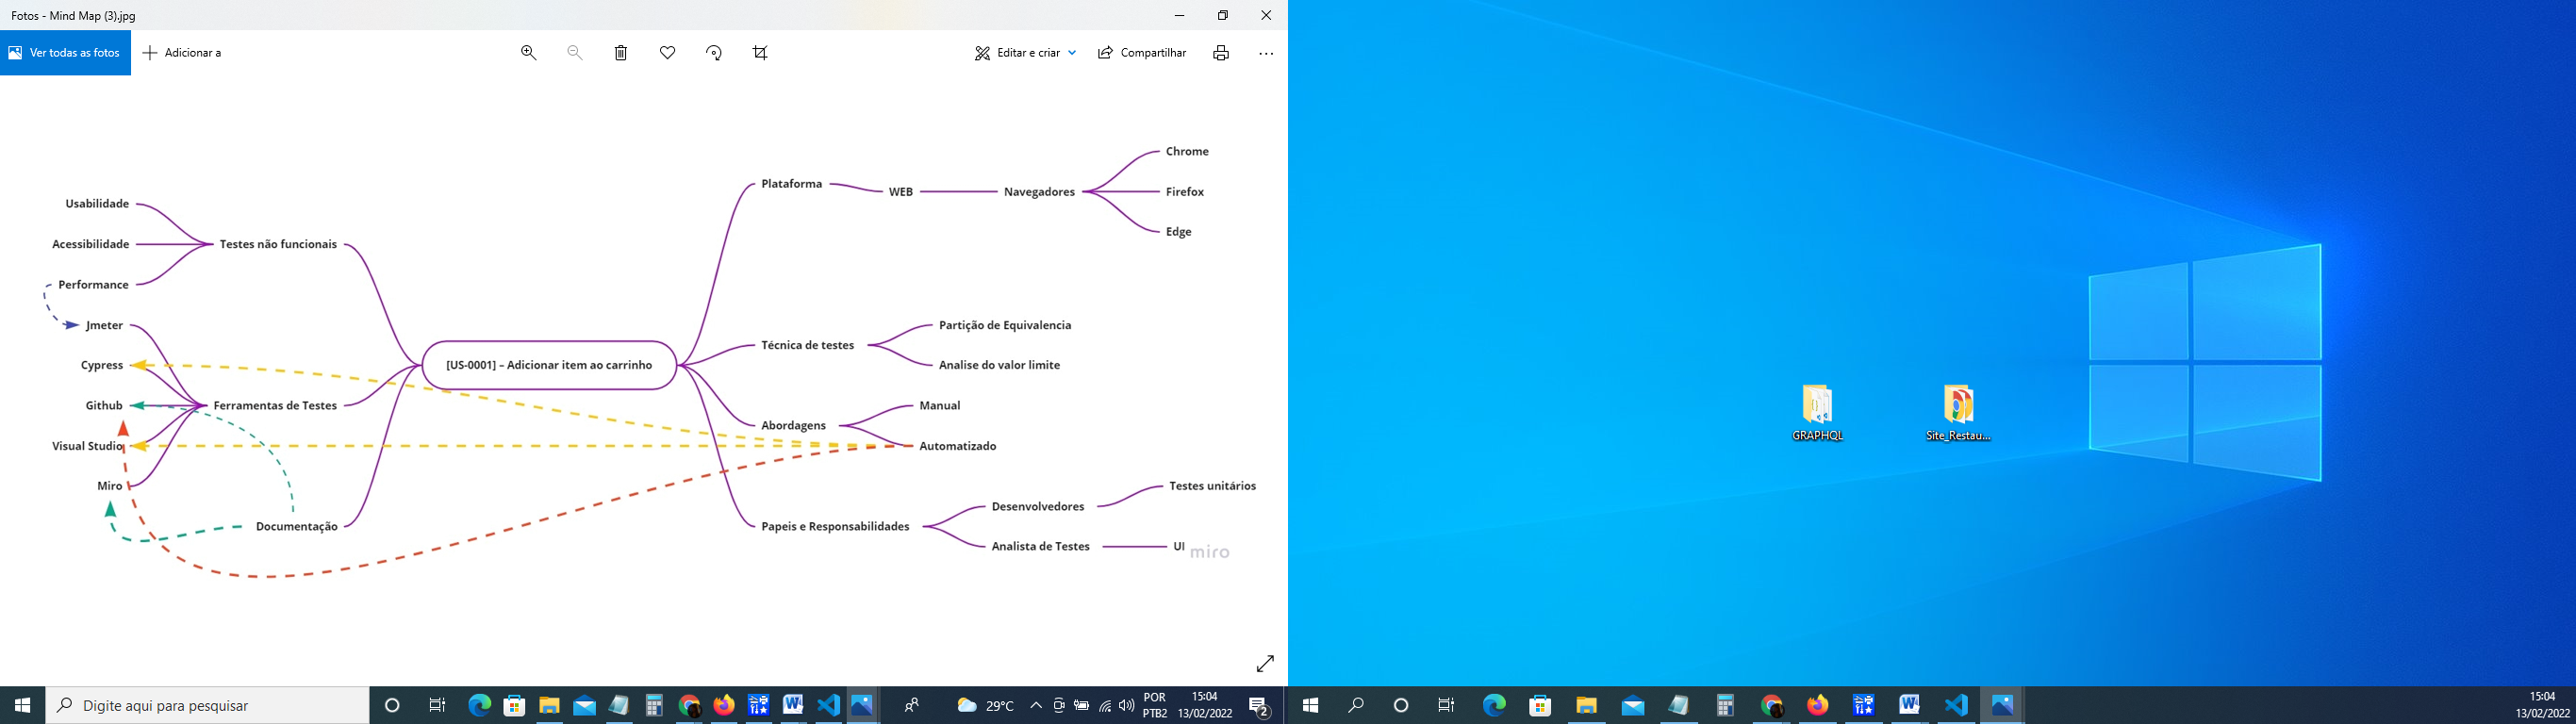 Fotos - Mind Map (3).jpg
Ver todas as fotos
Adicionar a
Editar e criar
Compartilhar
Usabilidade
Acessibilidade
Performance
Testes não funcionais
Jmeter
Cypress
Github
Visual Studio
Miro
Ferramentas de Testes
Documentação
[US-0001] – Adicionar item ao carrinho
Plataforma
WEB
Navegadores
Chrome
Firefox
Edge
Técnica de testes
Partição de Equivalencia
Analise do valor limite
Abordagens
Manual
Automatizado
Papeis e Responsabilidades
Desenvolvedores
Testes unitários
Analista de Testes
UI
miro
GRAPHQL
Site_Restau...
Digite aqui para pesquisar
29°C
POR
PTB2
15:04
13/02/2022
2
15:04
13/02/2022